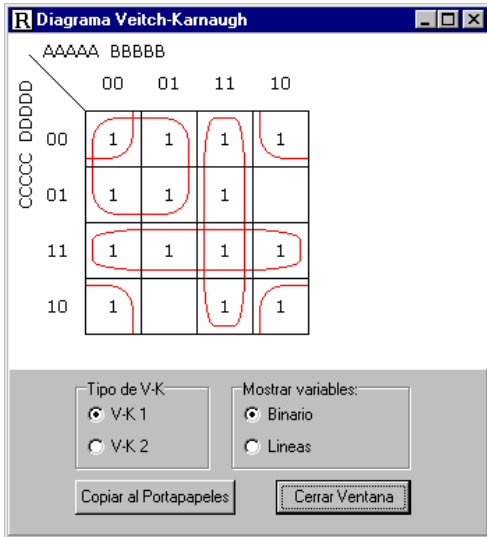 R Diagrama Veitch-Karnaugh
AAAAA BBBBB
CCCCC DDDDD
00 01 11 10
00 1 1 1 1
01 1 1 1
11 1 1 1 1
10 1 1 1
Tipo de V-K
V-K 1
V-K 2
Mostrar variables:
Binario
Lineas
Copiar al Portapapeles
Cerrar Ventana